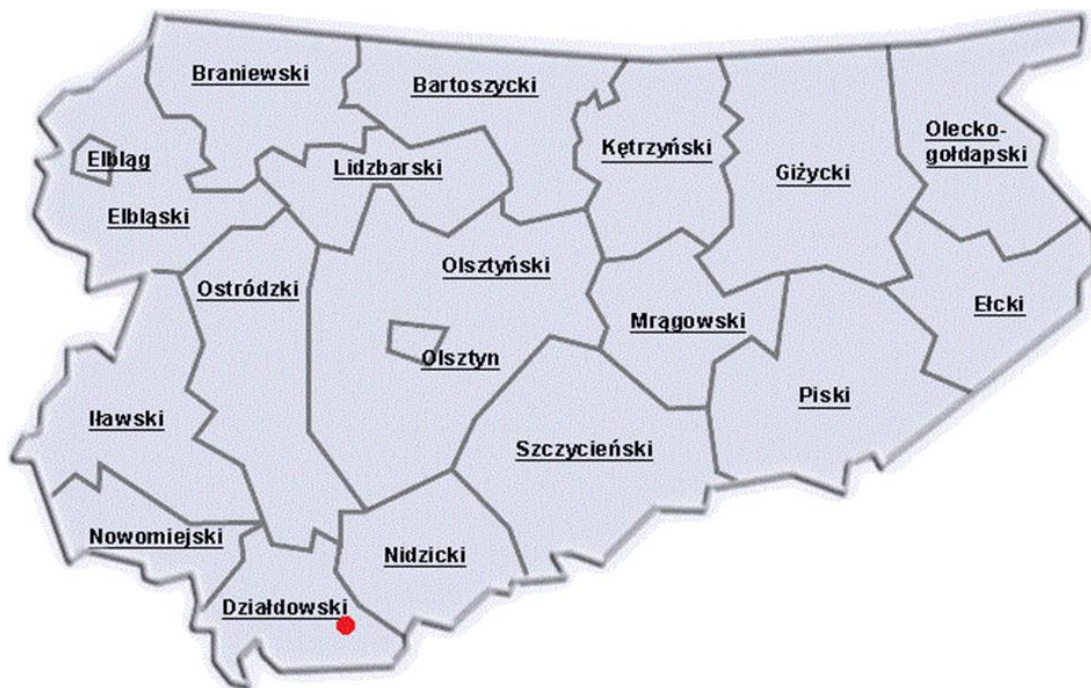 Braniewski
Bartoszycki
Olecko-
gołdapski
Elbląg
Lidzbarski
Kętrzyński
Giżycki
Elbląski
Ostródzki
Olsztyński
Mrągowski
Ełcki
Olsztyn
Piski
Iławski
Szczycieński
Nowomiejski
Nidzicki
Działdowski